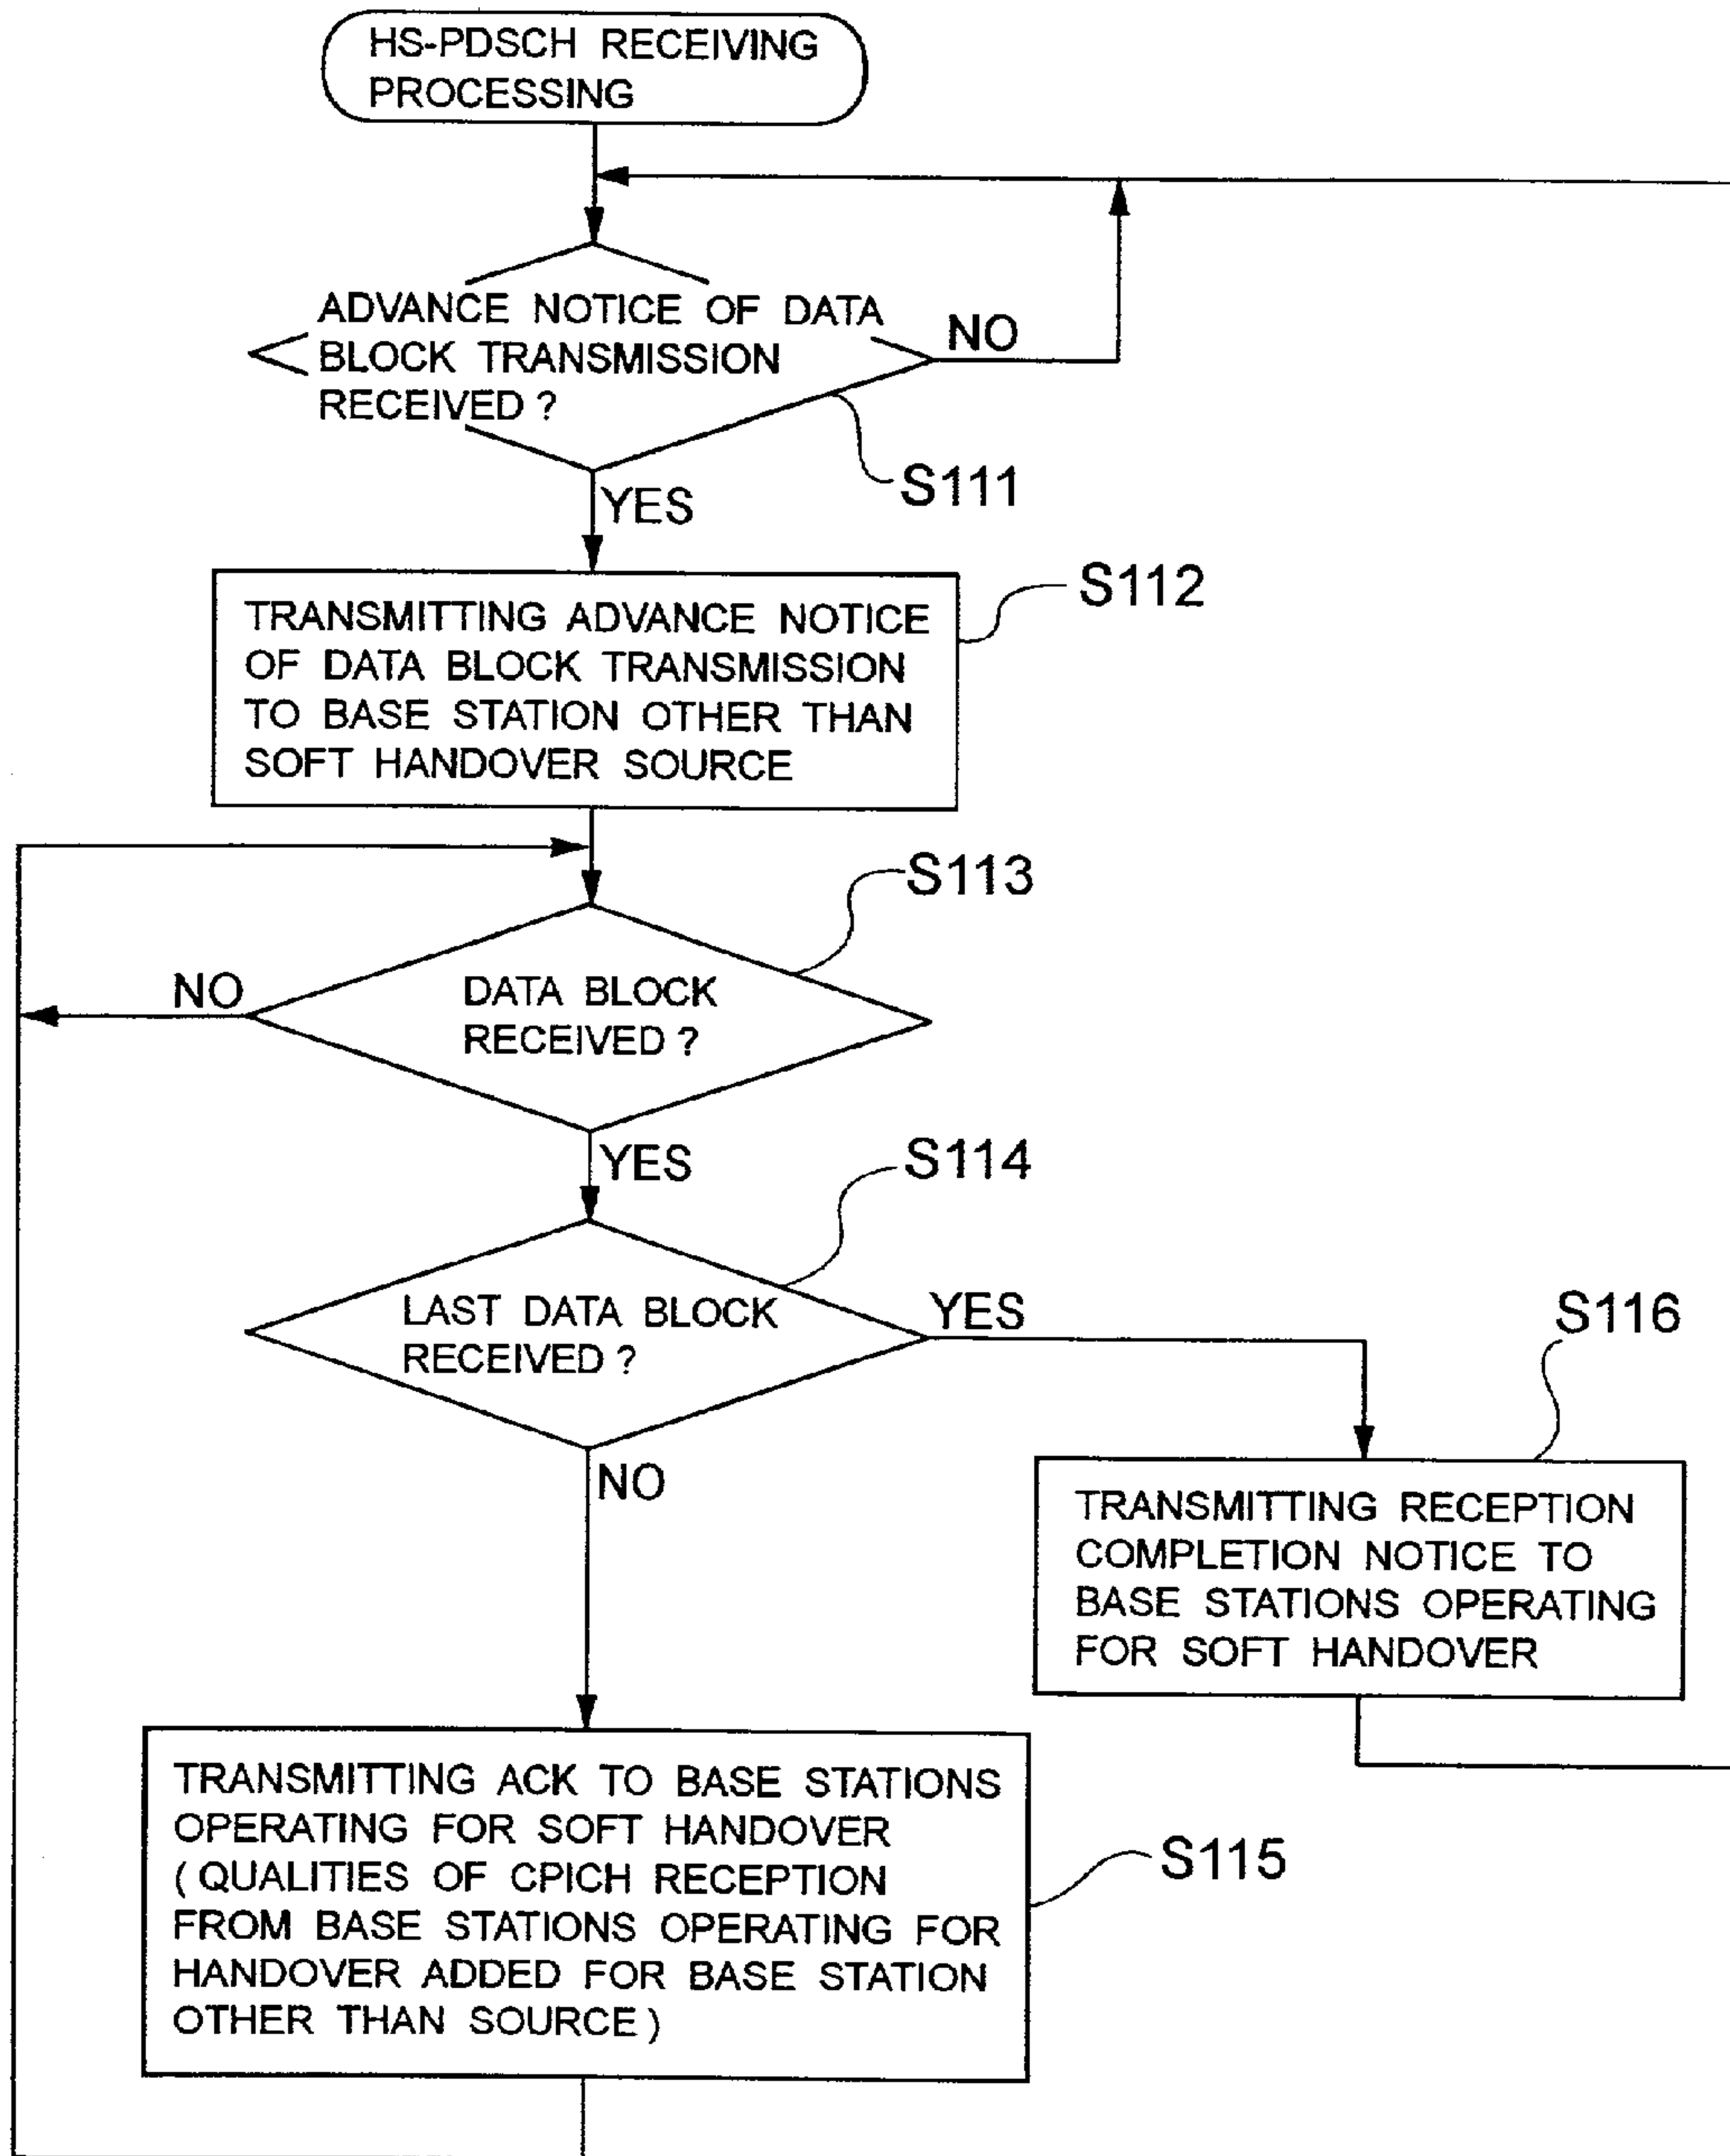 HS-PDSCH RECEIVING
PROCESSING
ADVANCE NOTICE OF DATA
BLOCK TRANSMISSION
RECEIVED ?
NO
S111
YES
S112
TRANSMITTING ADVANCE NOTICE
OF DATA BLOCK TRANSMISSION
TO BASE STATION OTHER THAN
SOFT HANDOVER SOURCE
S113
NO
DATA BLOCK
RECEIVED ?
YES
S114
LAST DATA BLOCK
RECEIVED ?
YES
S116
NO
TRANSMITTING RECEPTION
COMPLETION NOTICE TO
BASE STATIONS OPERATING
FOR SOFT HANDOVER
TRANSMITTING ACK TO BASE STATIONS
OPERATING FOR SOFT HANDOVER
( QUALITIES OF CPICH RECEPTION
FROM BASE STATIONS OPERATING FOR
HANDOVER ADDED FOR BASE STATION
OTHER THAN SOURCE )
S115